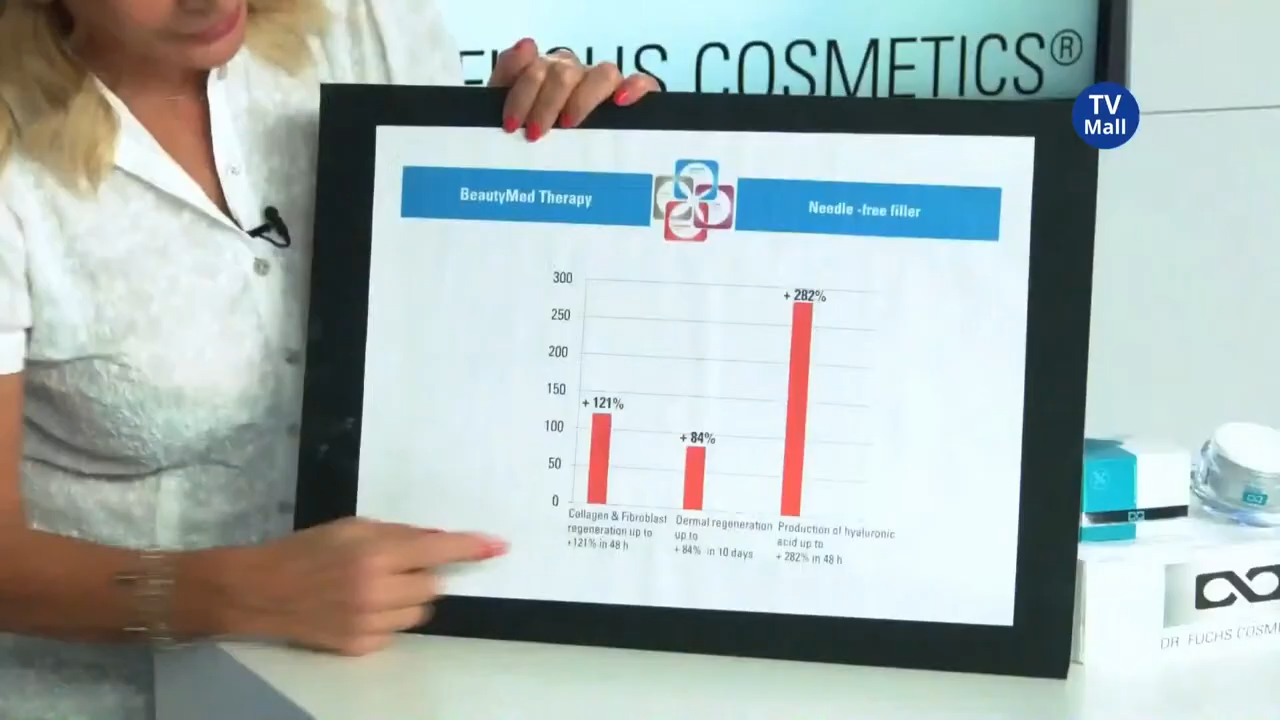 FUCHS COSMETICS®
TV
Mall
BeautyMed Therapy
Needle -free filler
300
250
200
150
100
50
0
+ 121%
+ 84%
+ 282%
Collagen & Fibroblast
regeneration up to
+121% in 48 h
Dermal regeneration
up to
+ 84% in 10 days
Production of hyaluronic
acid up to
+ 282% in 48 h
DR. FUCHS